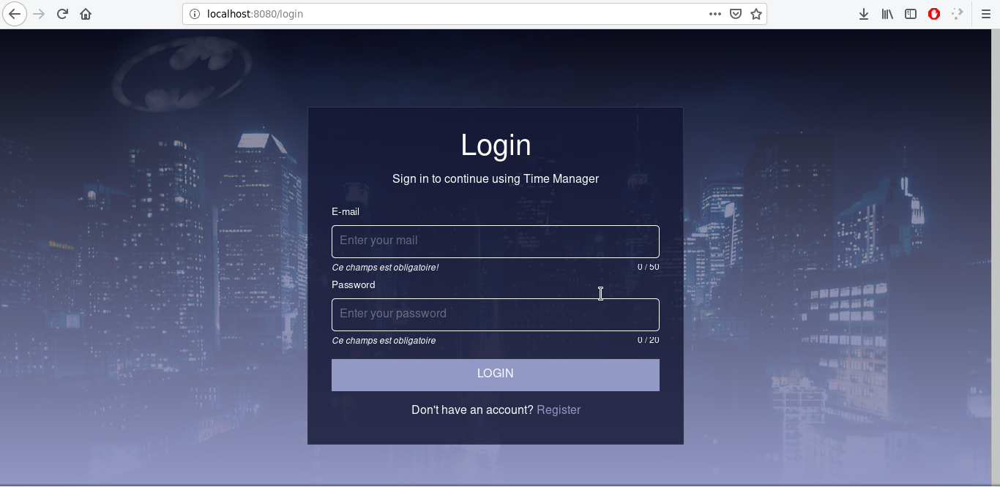 localhost:8080/login
Login
Sign in to continue using Time Manager
E-mail
Enter your mail
Ce champs est obligatoire!
0 / 50
Password
Enter your password
Ce champs est obligatoire
0 / 20
LOGIN
Don't have an account? Register
Sheraton